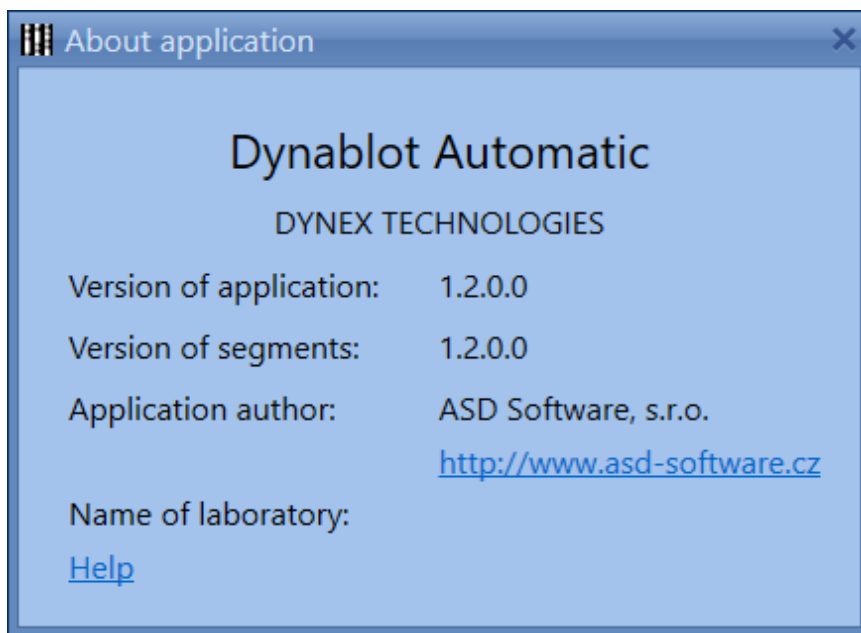 About application
Dynablot Automatic
DYNEX TECHNOLOGIES
Version of application: 1.2.0.0
Version of segments: 1.2.0.0
Application author: ASD Software, s.r.o.
http://www.asd-software.cz
Name of laboratory:
Help